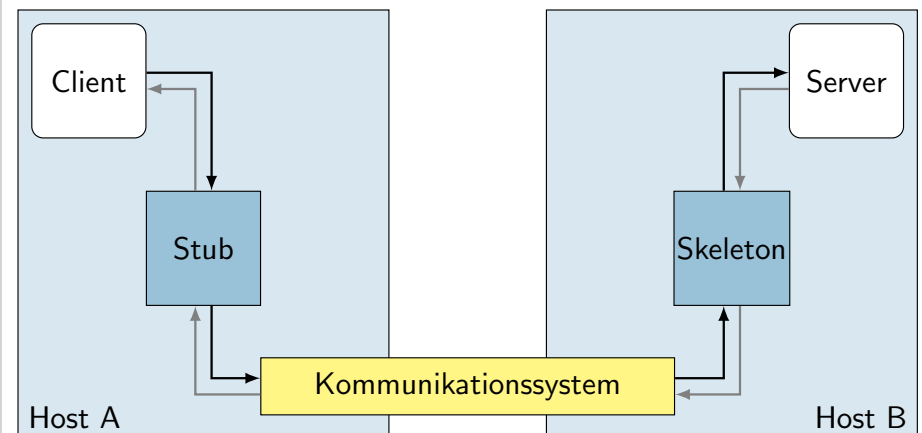 Client
Server
Stub
Skeleton
Kommunikationssystem
Host A
Host B